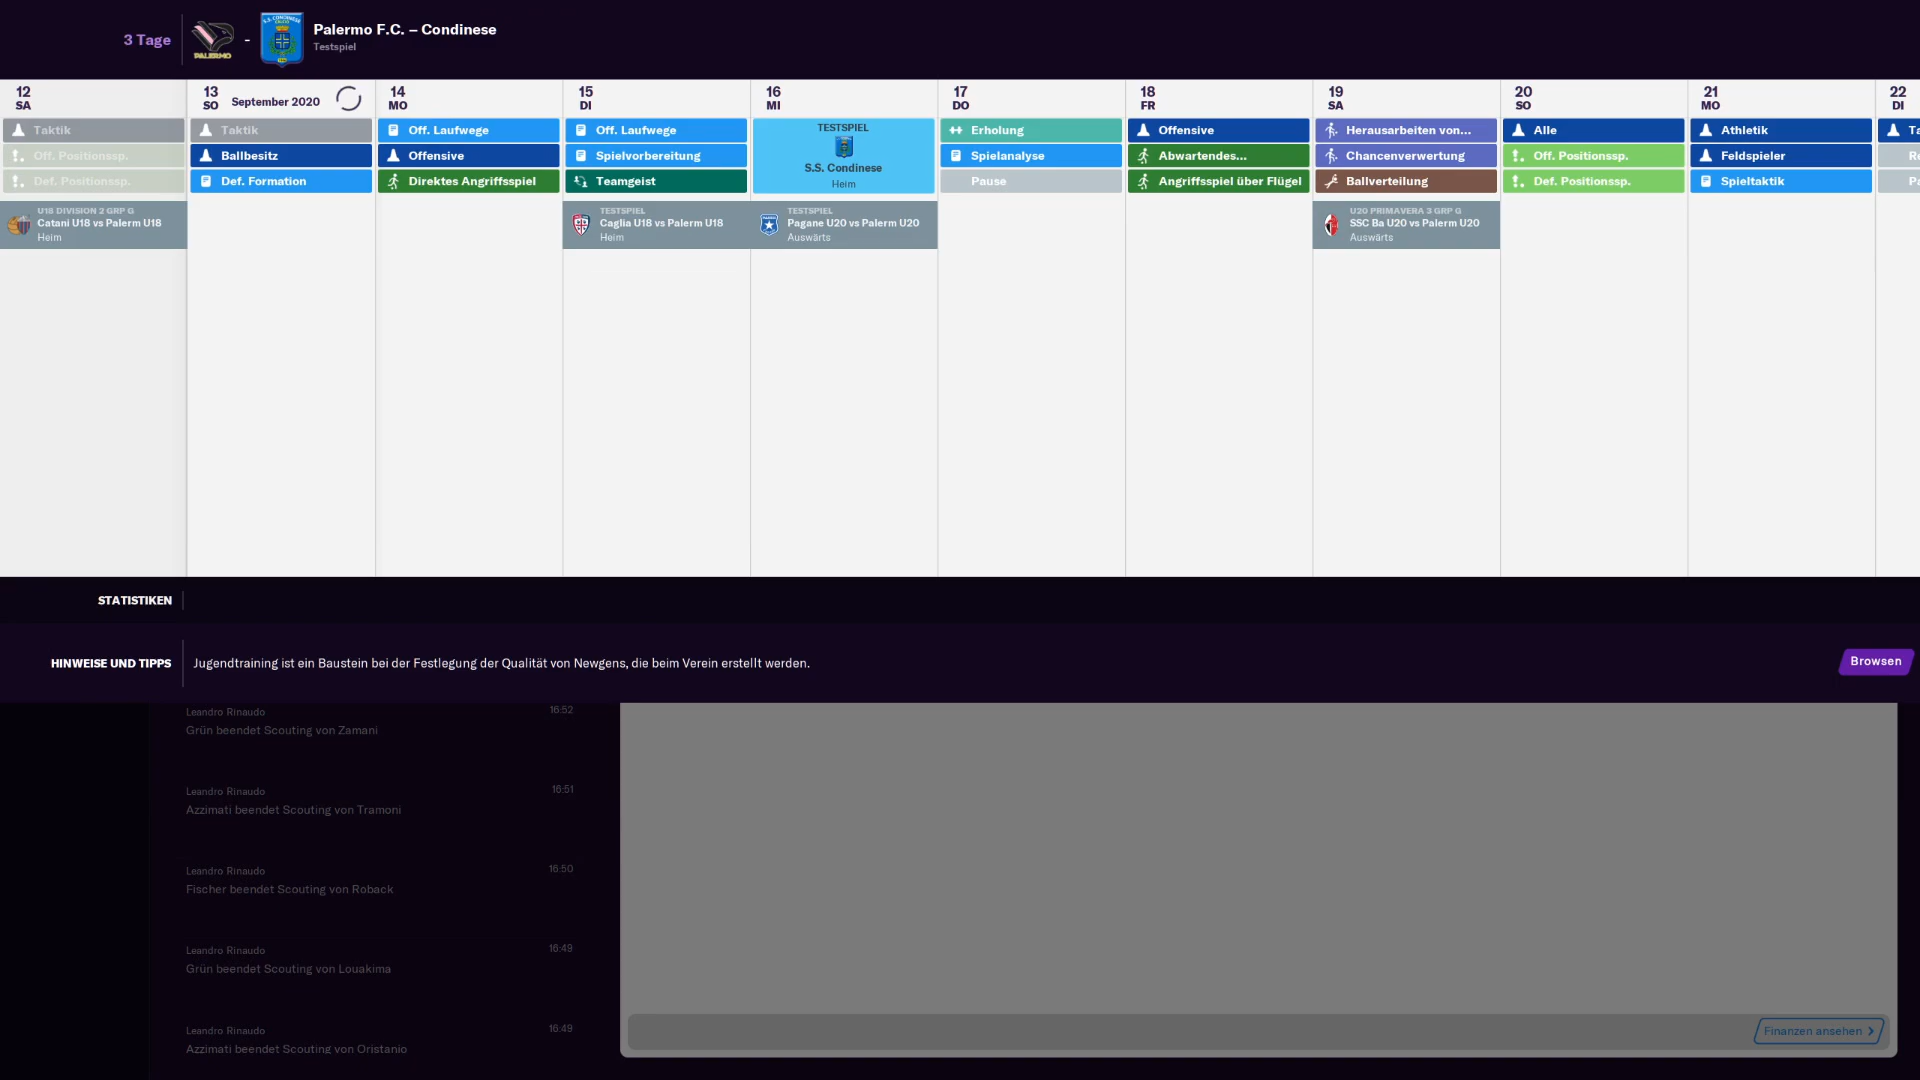 3 Tage
-
Palermo F.C. – Condinese
Testspiel
12
SA
13
SO
September 2020
14
MO
15
DI
16
MI
17
DO
18
FR
19
SA
20
SO
21
MO
22
DI
Taktik
Off. Positionssp.
Def. Positionssp.
U18 DIVISION 2 GRP G
Catani U18 vs Palerm U18
Heim
Taktik
Ballbesitz
Def. Formation
Off. Laufwege
Offensive
Direktes Angriffsspiel
Off. Laufwege
Spielvorbereitung
Teamgeist
TESTSPIEL
Caglia U18 vs Palerm U18
Heim
TESTSPIEL
S.S. Condinese
Heim
TESTSPIEL
Pagane U20 vs Palerm U20
Auswärts
Erholung
Spielanalyse
Pause
Offensive
Abwartendes...
Angriffsspiel über Flügel
Herausarbeiten von...
Chancenverwertung
Ballverteilung
U20 PRIMAVERA 3 GRP G
SSC Ba U20 vs Palerm U20
Auswärts
Alle
Off. Positionssp.
Def. Positionssp.
Athletik
Feldspieler
Spieltaktik
STATISTIKEN
HINWEISE UND TIPPS
Jugendtraining ist ein Baustein bei der Festlegung der Qualität von Newgens, die beim Verein erstellt werden.
Browsen
Leandro Rinaudo
16:52
Grün beendet Scouting von Zamani
Leandro Rinaudo
16:51
Azzimati beendet Scouting von Tramoni
Leandro Rinaudo
16:50
Fischer beendet Scouting von Roback
Leandro Rinaudo
16:49
Grün beendet Scouting von Louakima
Leandro Rinaudo
16:49
Azzimati beendet Scouting von Oristanio
Finanzen ansehen